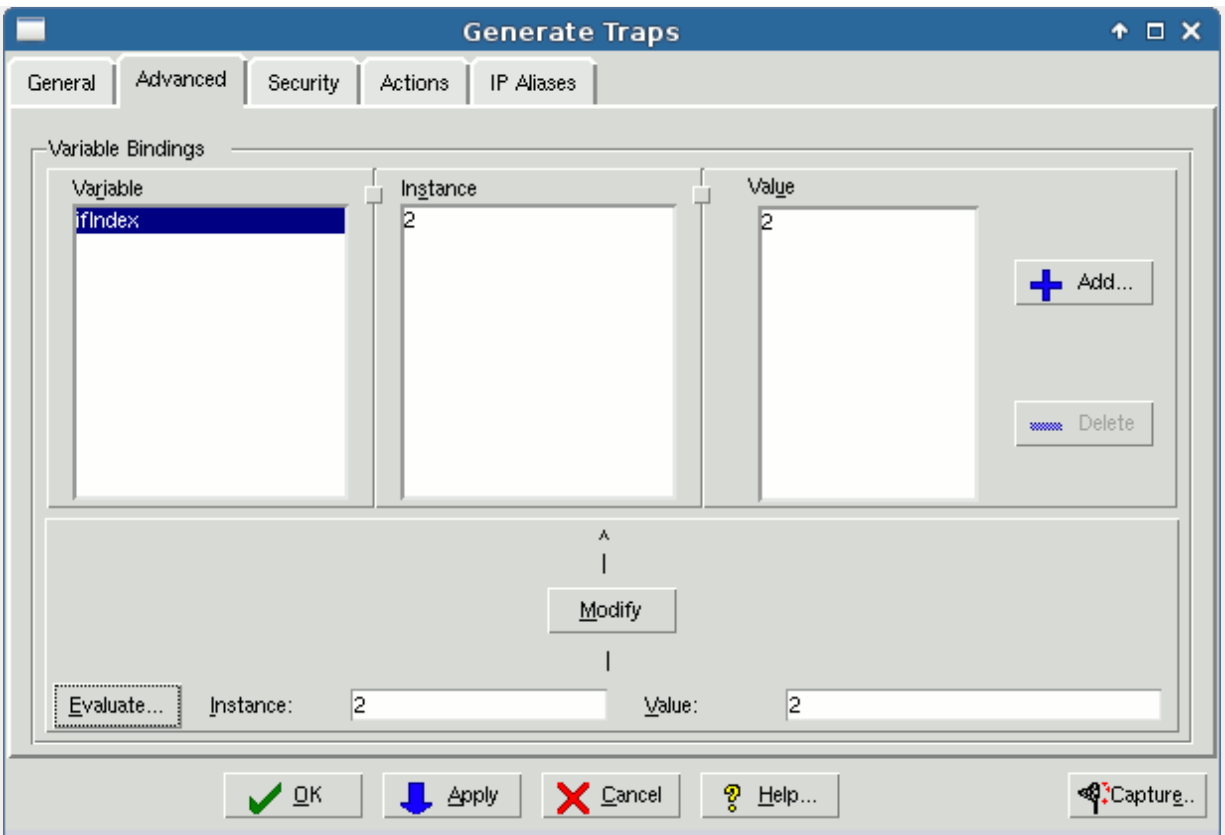 Generate Traps
General Advanced Security Actions IP Aliases
Variable Bindings
Variable Instance Value
ifIndex 2 2
Add...
Delete
^
|
Modify
|
Evaluate... Instance: 2 Value: 2
OK Apply Cancel Help... Capture..